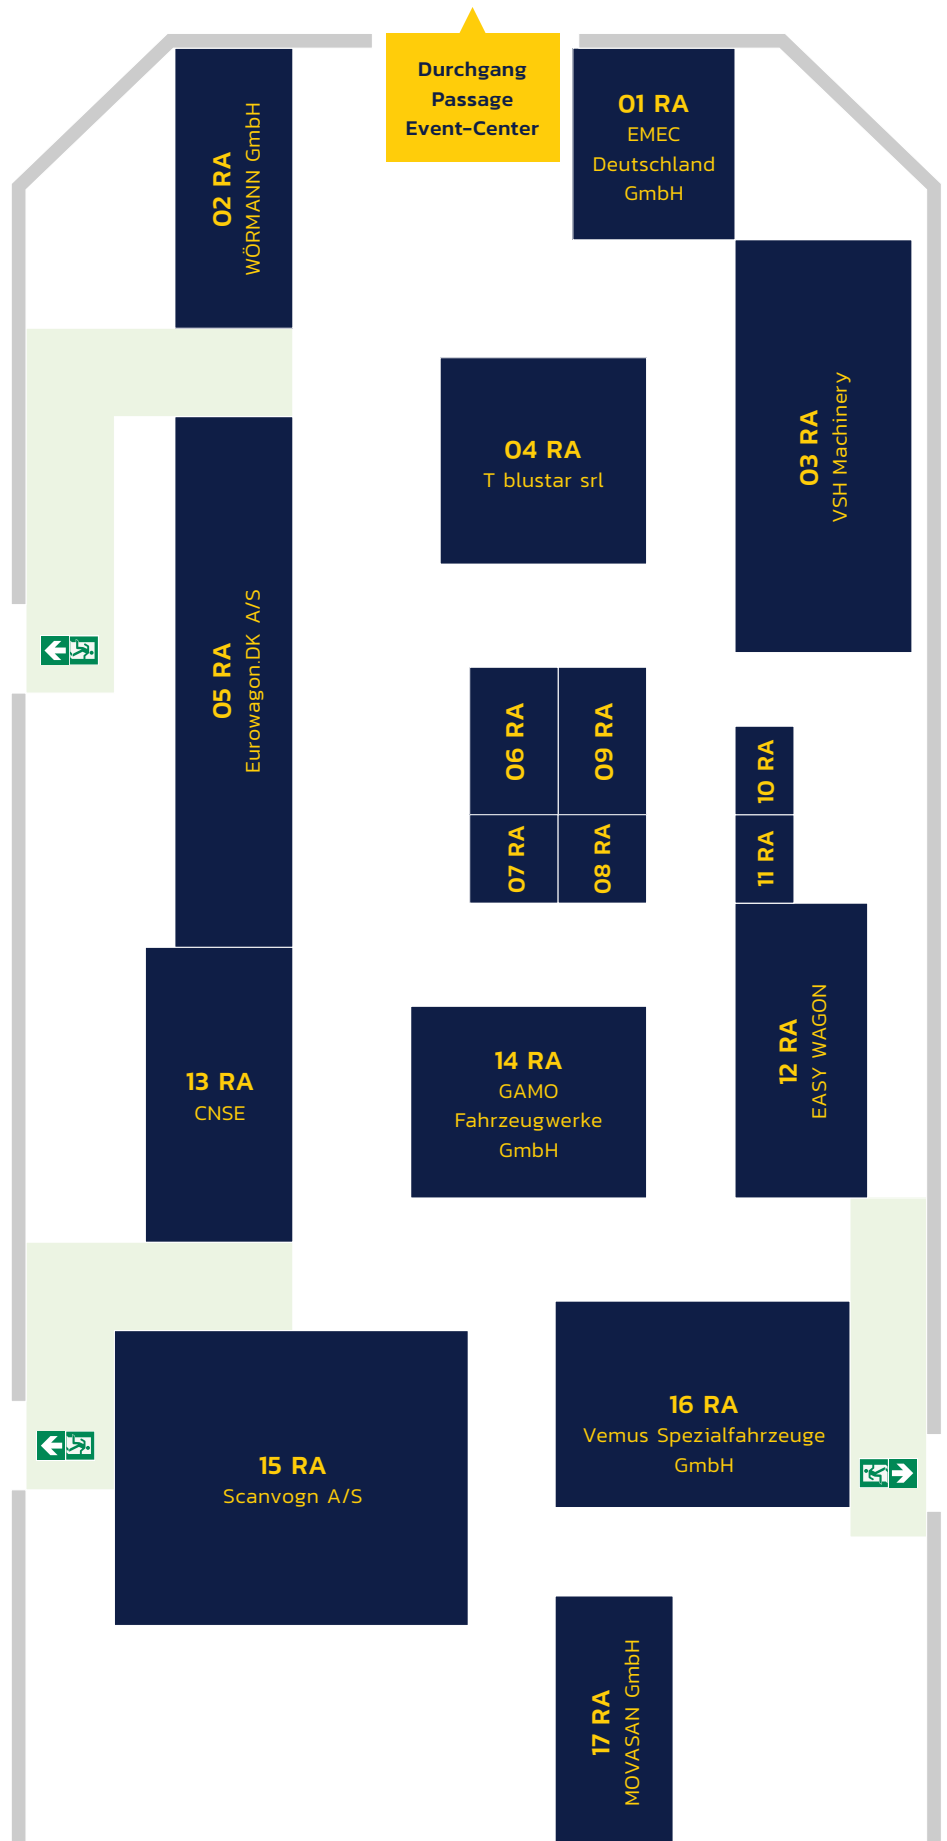 Durchgang
Passage
Event-Center
01 RA
EMEC
Deutschland
GmbH
02 RA
WÖRMANN GmbH
03 RA
VSH Machinery
04 RA
T blustar srl
05 RA
Eurowagon.DK A/S
06 RA
09 RA
07 RA
08 RA
10 RA
11 RA
12 RA
EASY WAGON
13 RA
CNSE
14 RA
GAMO
Fahrzeugwerke
GmbH
15 RA
Scanvogn A/S
16 RA
Vemus Spezialfahrzeuge
GmbH
17 RA
MOVASAN GmbH